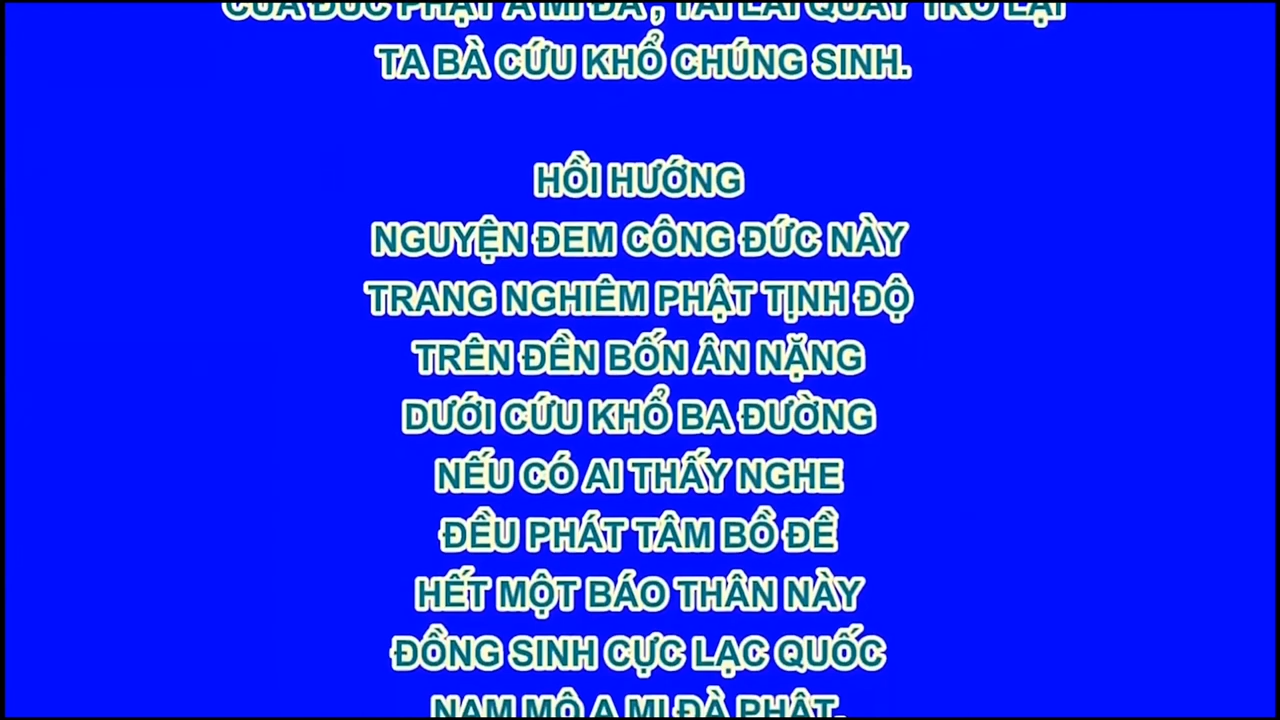 CỦA ĐỨC PHẬT A MI ĐÀ , TÁI LAI QUAY TRỞ LẠI
TA BÀ CỨU KHỔ CHÚNG SINH.
HỒI HƯỚNG
NGUYỆN ĐEM CÔNG ĐỨC NÀY
TRANG NGHIÊM PHẬT TỊNH ĐỘ
TRÊN ĐỀN BỐN ÂN NẶNG
DƯỚI CỨU KHỔ BA ĐƯỜNG
NẾU CÓ AI THẤY NGHE
ĐỀU PHÁT TÂM BỒ ĐỀ
HẾT MỘT BÁO THÂN NÀY
ĐỒNG SINH CỰC LẠC QUỐC
NAM MÔ A MI ĐÀ PHẬT.